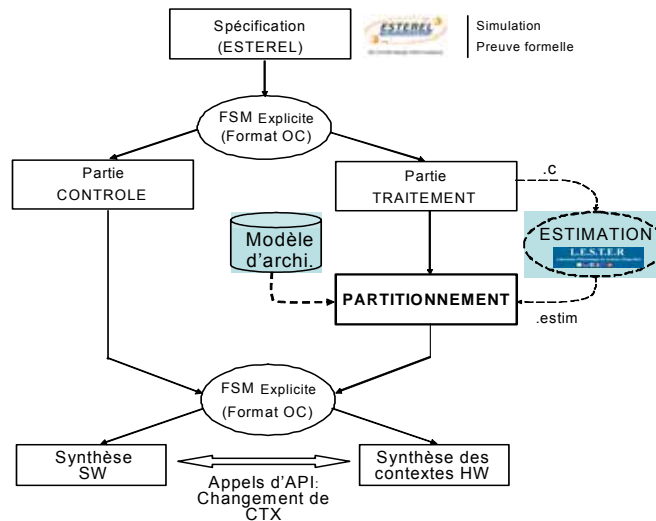 Spécification
(ESTEREL)
ESTEREL
Simulation
Preuve formelle
FSM Explicite
(Format OC)
Partie
CONTROLE
Partie
TRAITEMENT
.c
Modèle
d'archi.
ESTIMATION
L.E.S.T.E.R
PARTITIONNEMENT
.estim
FSM Explicite
(Format OC)
Synthèse
SW
Synthèse des
contextes HW
Appels d'API:
Changement de
CTX